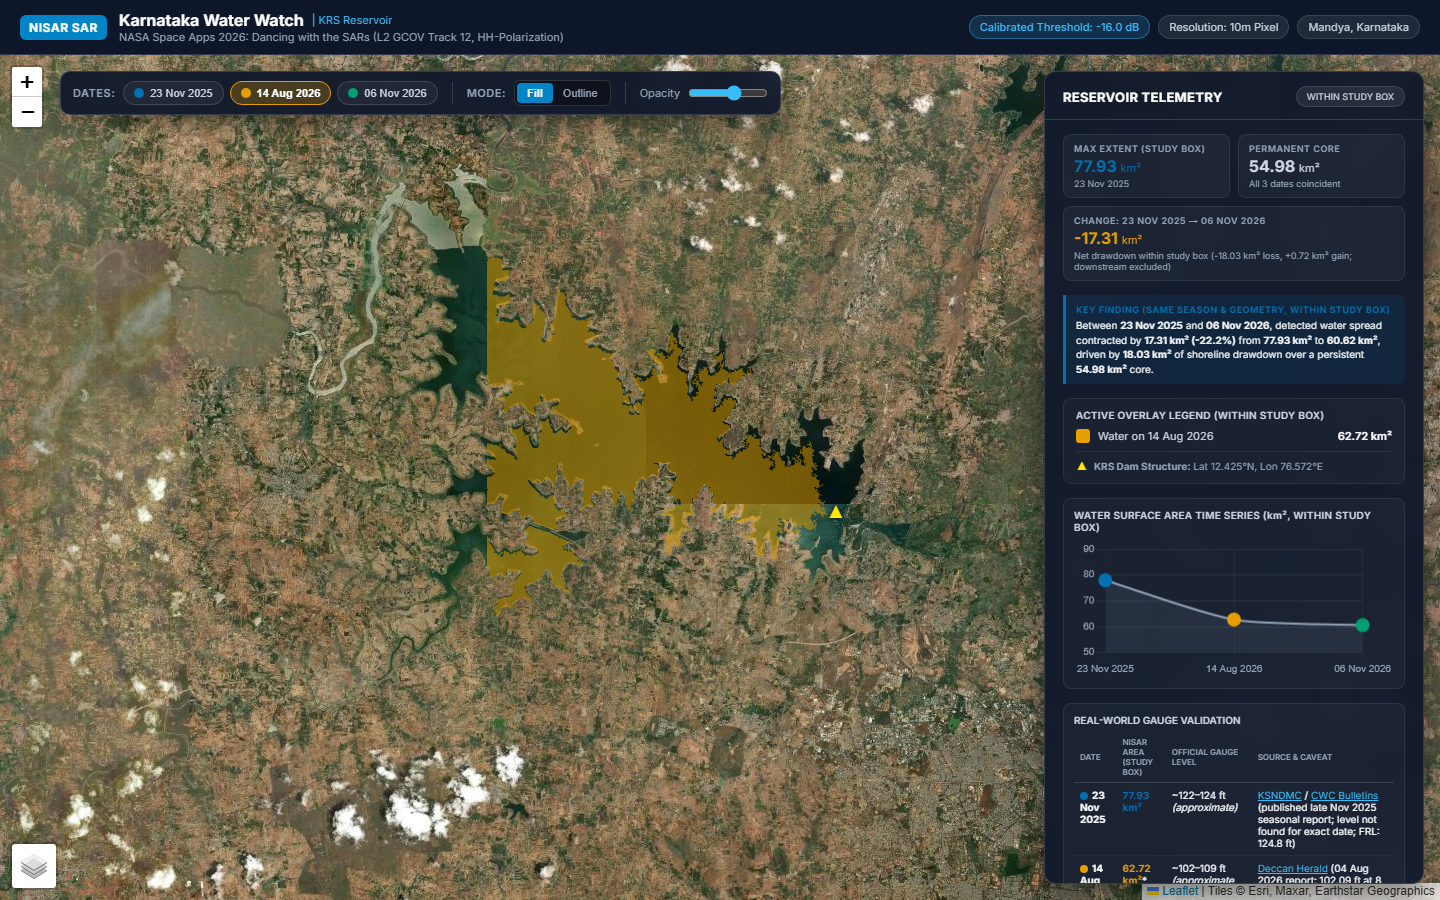 NISAR SAR
Karnataka Water Watch | KRS Reservoir
NASA Space Apps 2026: Dancing with the SARs (L2 GCOV Track 12, HH-Polarization)
Calibrated Threshold: -16.0 dB
Resolution: 10m Pixel
Mandya, Karnataka
+
−
DATES:
23 Nov 2025
14 Aug 2026
06 Nov 2026
MODE:
Fill
Outline
Opacity
RESERVOIR TELEMETRY
WITHIN STUDY BOX
MAX EXTENT (STUDY BOX)
77.93 km²
23 Nov 2025
PERMANENT CORE
54.98 km²
All 3 dates coincident
CHANGE: 23 NOV 2025 → 06 NOV 2026
-17.31 km²
Net drawdown within study box (-18.03 km² loss, +0.72 km² gain;
downstream excluded)
KEY FINDING (SAME SEASON & GEOMETRY, WITHIN STUDY BOX)
Between 23 Nov 2025 and 06 Nov 2026, detected water spread
contracted by 17.31 km² (-22.2%) from 77.93 km² to 60.62 km²,
driven by 18.03 km² of shoreline drawdown over a persistent
54.98 km² core.
ACTIVE OVERLAY LEGEND (WITHIN STUDY BOX)
Water on 14 Aug 2026 62.72 km²
KRS Dam Structure: Lat 12.425°N, Lon 76.572°E
WATER SURFACE AREA TIME SERIES (km², WITHIN STUDY
BOX)
90
80
70
60
50
23 Nov 2025
14 Aug 2026
06 Nov 2026
REAL-WORLD GAUGE VALIDATION
DATE
NISAR
AREA
(STUDY
BOX)
OFFICIAL GAUGE
LEVEL
SOURCE & CAVEAT
23
Nov
2025
77.93
km²
~122–124 ft
(approximate)
KSNDMC / CWC Bulletins
(published late Nov 2025
seasonal report; level not
found for exact date; FRL:
124.8 ft)
14
Aug
62.72
km²*
~102–109 ft
(approximate
Deccan Herald (04 Aug
2026 report: 102.09 ft at 8
Leaflet | Tiles © Esri, Maxar, Earthstar Geographics